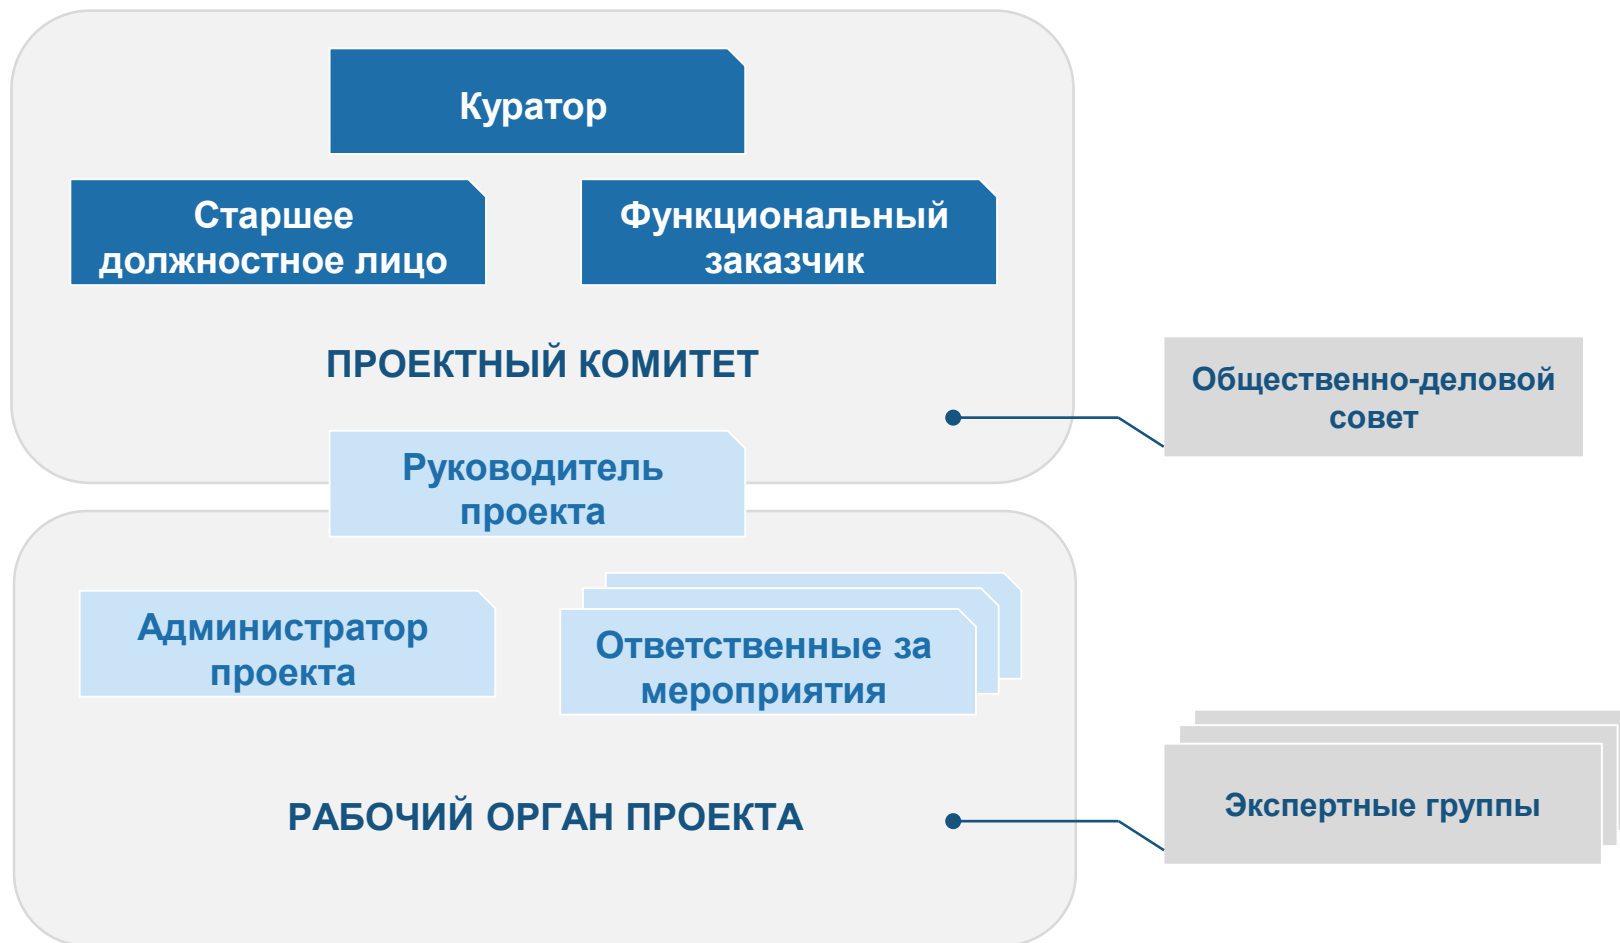 Куратор
Старшее
должностное лицо
Функциональный
заказчик
ПРОЕКТНЫЙ КОМИТЕТ
Общественно-деловой
совет
Руководитель
проекта
Администратор
проекта
Ответственные за
мероприятия
РАБОЧИЙ ОРГАН ПРОЕКТА
Экспертные группы